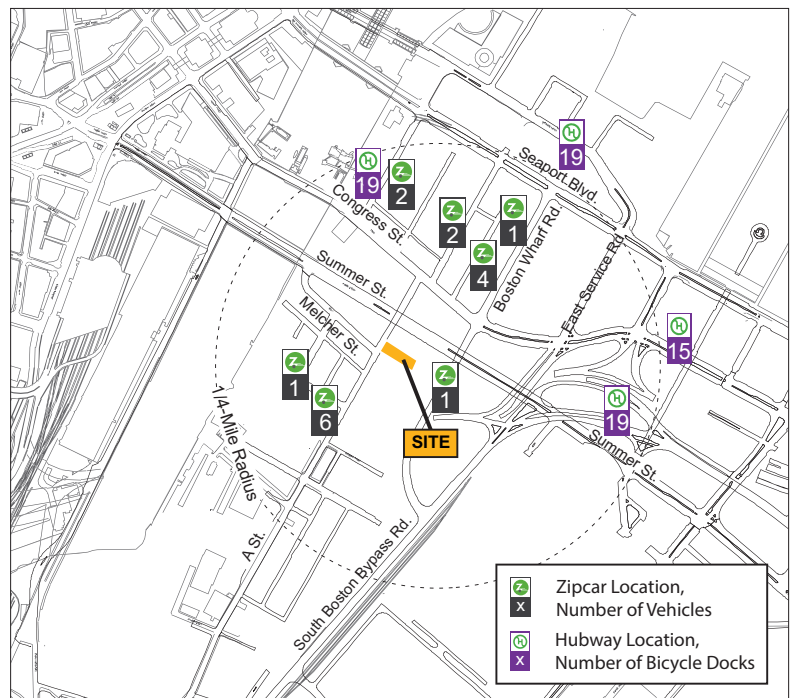 19
Seaport Blvd.
19
2
Congress St.
2
1
4
Boston Wharf Rd.
East Service Rd.
Summer St.
Melcher St.
15
1
1
6
19
SITE
Summer St.
1/4-Mile Radius
A St.
South Boston Bypass Rd.
X
Zipcar Location,
Number of Vehicles
X
Hubway Location,
Number of Bicycle Docks